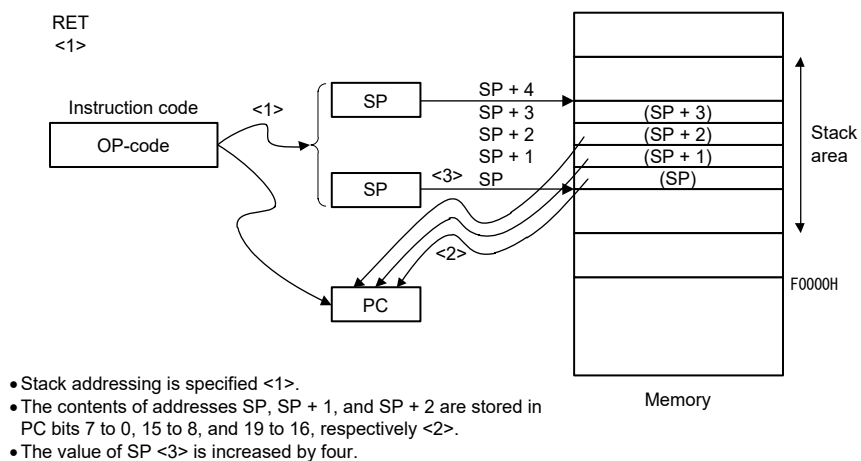 RET
<1>
Instruction code
OP-code
<1>
SP
SP
<3>
SP + 4
SP + 3
SP + 2
SP + 1
SP
(SP + 3)
(SP + 2)
(SP + 1)
(SP)
Stack
area
<2>
PC
F0000H
Memory
• Stack addressing is specified <1>.
• The contents of addresses SP, SP + 1, and SP + 2 are stored in
PC bits 7 to 0, 15 to 8, and 19 to 16, respectively <2>.
• The value of SP <3> is increased by four.